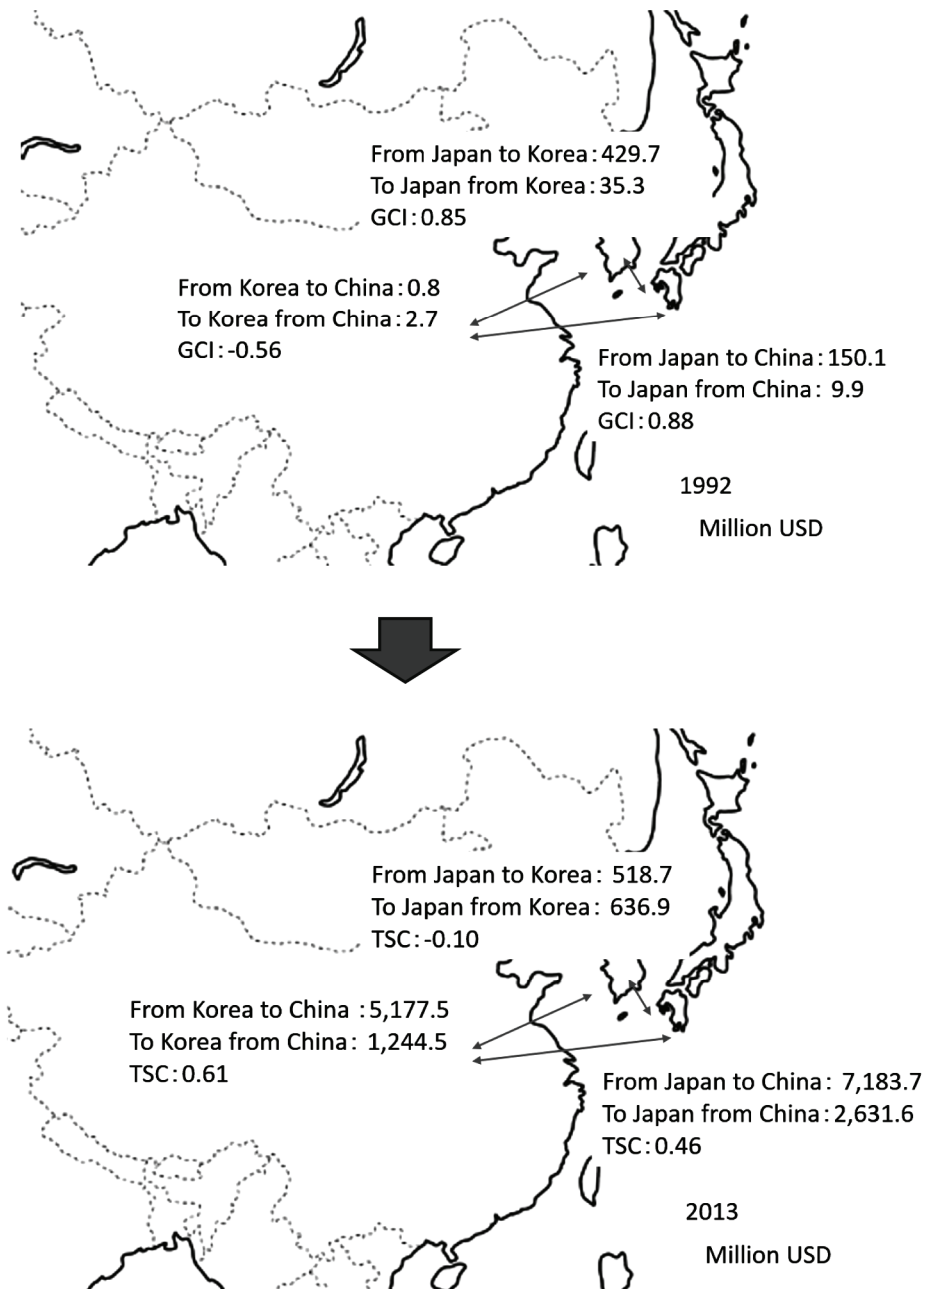 From Japan to Korea : 429.7
To Japan from Korea : 35.3
GCI : 0.85
From Korea to China : 0.8
To Korea from China : 2.7
GCI : -0.56
From Japan to China : 150.1
To Japan from China : 9.9
GCI : 0.88
1992
Million USD
From Japan to Korea : 518.7
To Japan from Korea : 636.9
TSC : -0.10
From Korea to China : 5,177.5
To Korea from China : 1,244.5
TSC : 0.61
From Japan to China : 7,183.7
To Japan from China : 2,631.6
TSC : 0.46
2013
Million USD